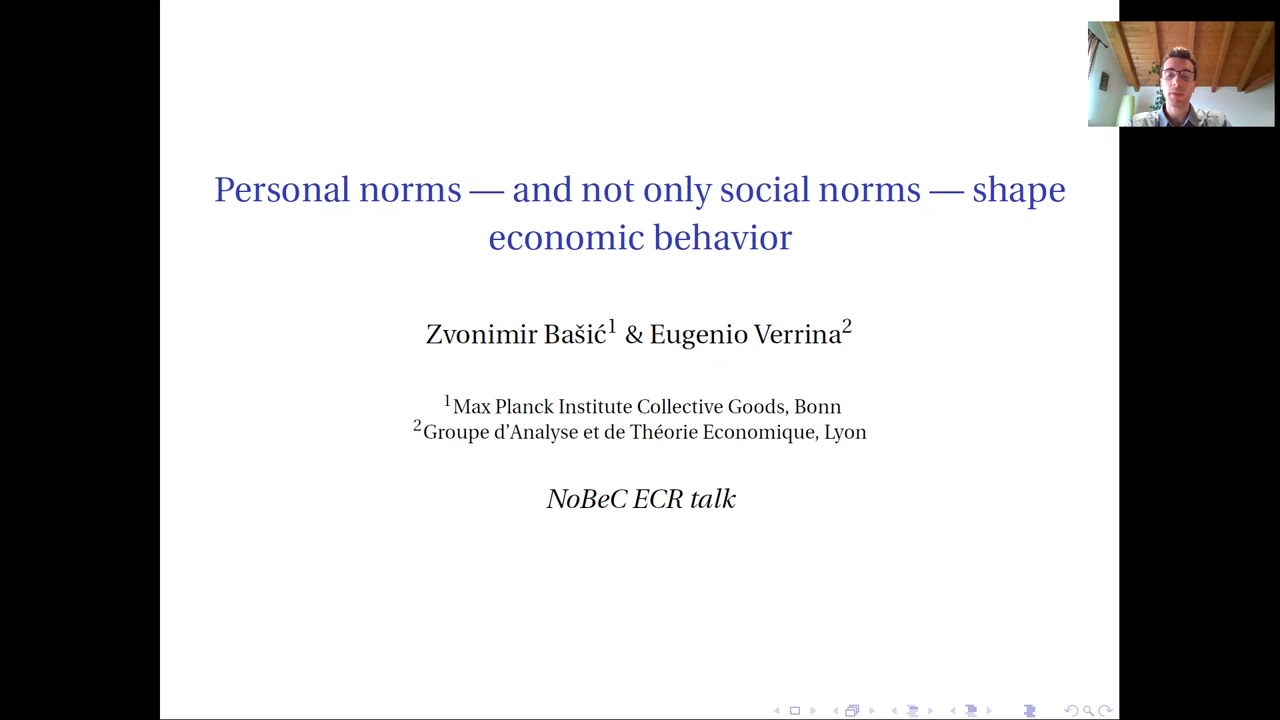 Personal norms — and not only social norms — shape
economic behavior
Zvonimir Bašić1 & Eugenio Verrina2
1Max Planck Institute Collective Goods, Bonn
2Groupe d'Analyse et de Théorie Economique, Lyon
NoBeC ECR talk